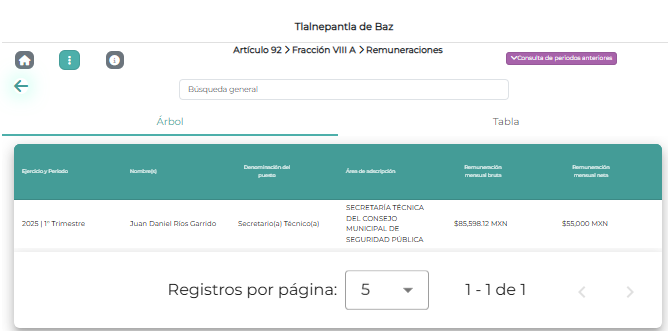 Tlalnepantla de Baz
Artículo 92 > Fracción VIII A > Remuneraciones
Consulta de periodos anteriores
Búsqueda general
Árbol
Tabla
Ejercicio y Periodo
Nombre(s)
Denominación del
puesto
Área de adscripción
Remuneración
mensual bruta
Remuneración
mensual neta
2025 | 1° Trimestre
Juan Daniel Ríos Garrido
Secretario(a) Técnico(a)
SECRETARÍA TÉCNICA
DEL CONSEJO
MUNICIPAL DE
SEGURIDAD PÚBLICA
$85,598.12 MXN
$55,000 MXN
Registros por página:
5
1 - 1 de 1